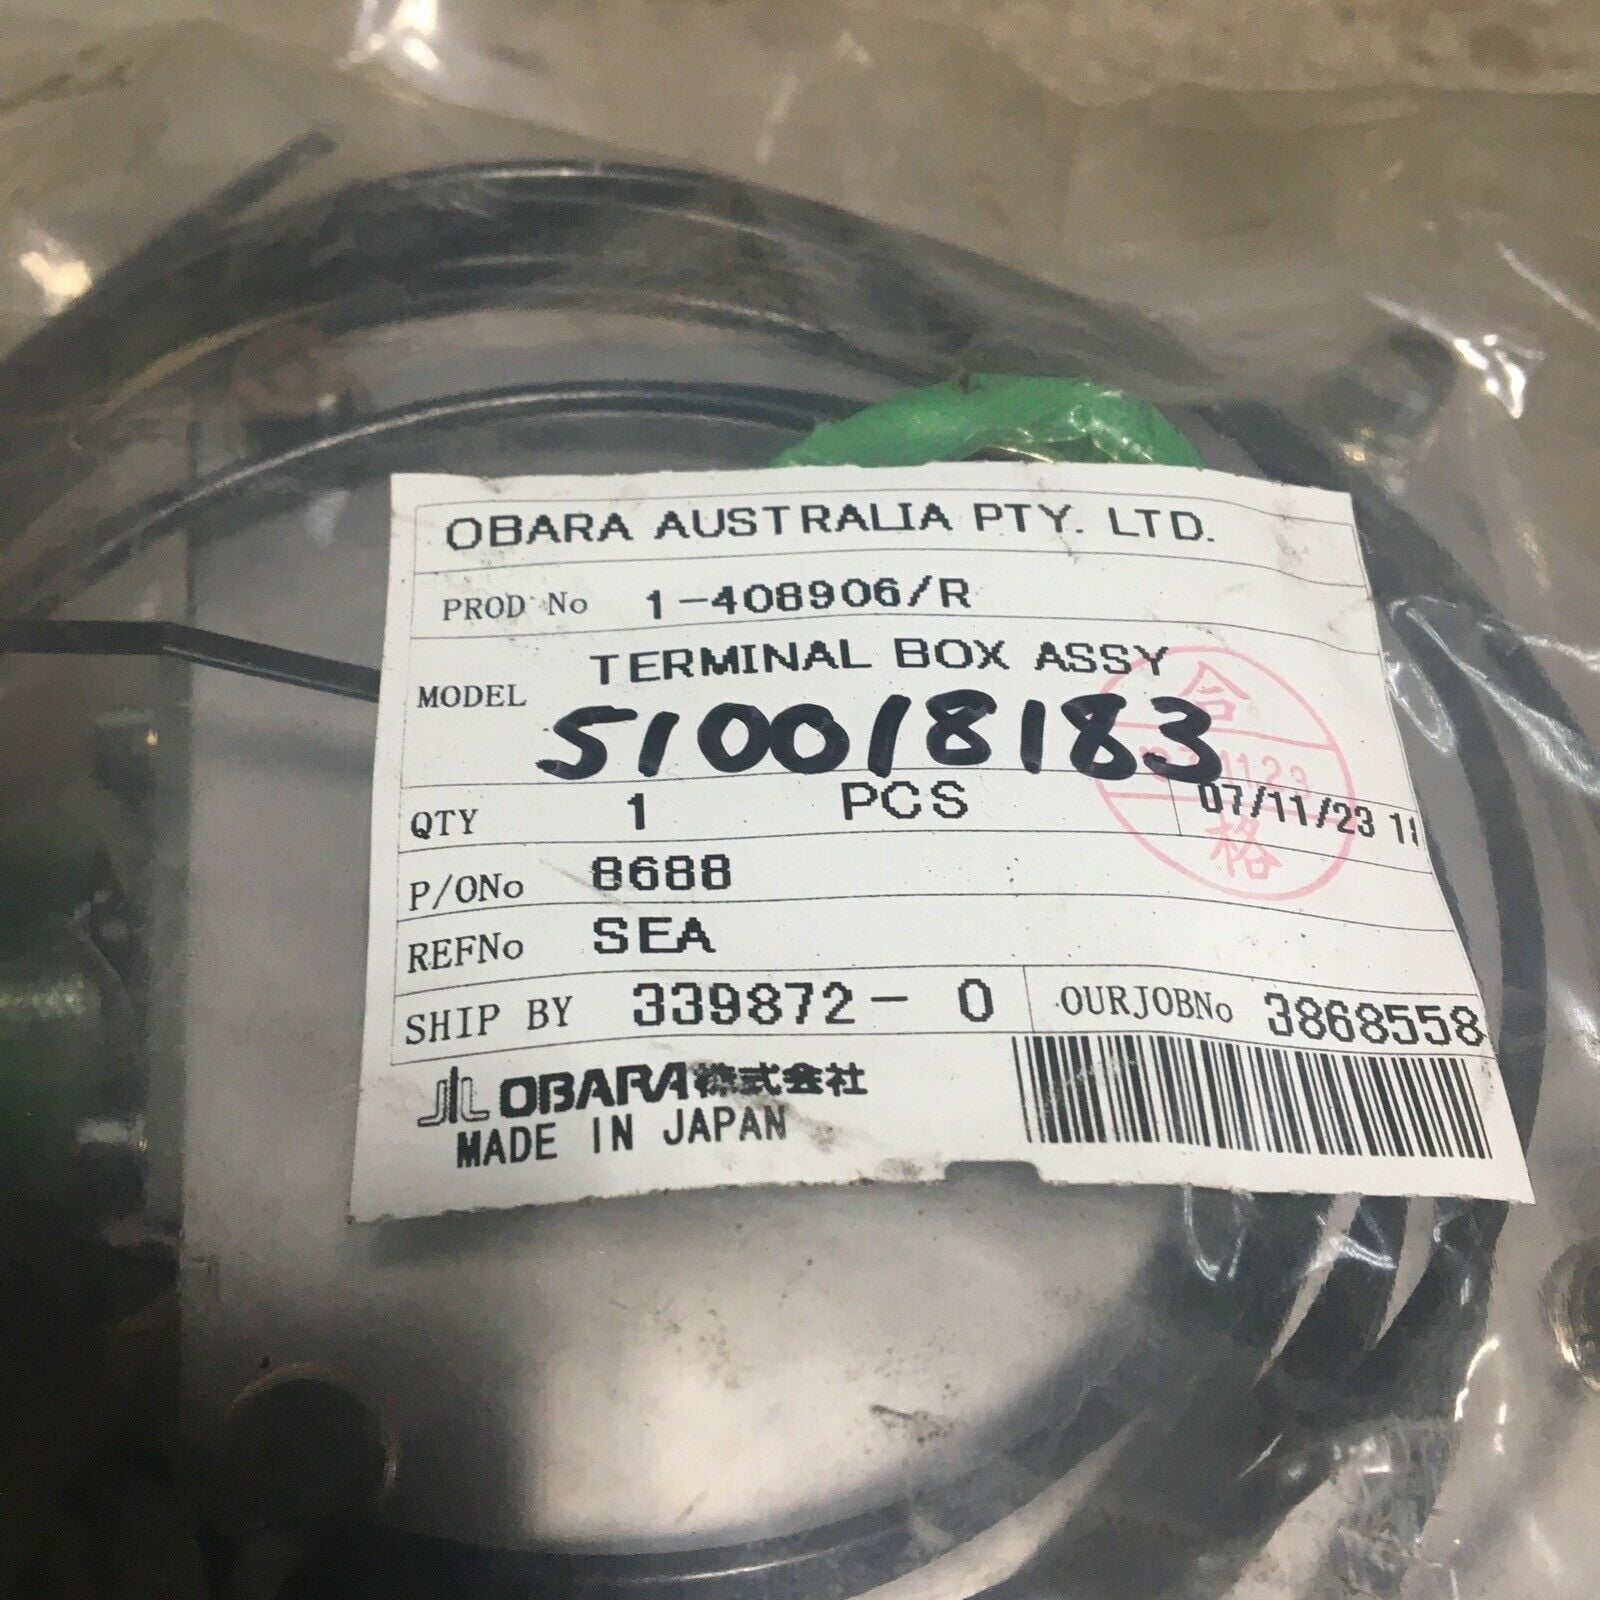 OBARA AUSTRALIA PTY. LTD.
PROD No 1-408906/R
MODEL TERMINAL BOX ASSY
510018183
合格
QTY 1 PCS 07/11/23
P/ONo 8688
REFNo SEA
SHIP BY 339872- 0 OURJOBNo 3868558
OBARA株式会社
MADE IN JAPAN